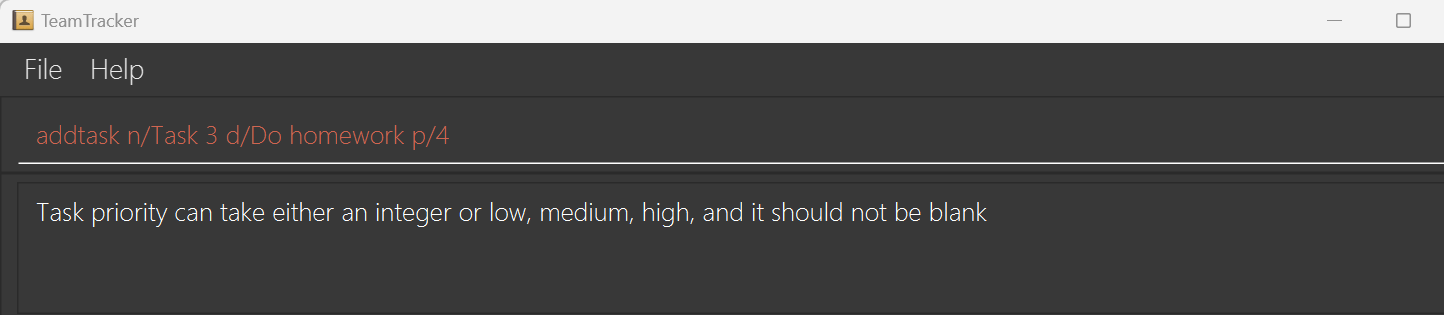 TeamTracker
File Help
addtask n/Task 3 d/Do homework p/4
Task priority can take either an integer or low, medium, high, and it should not be blank